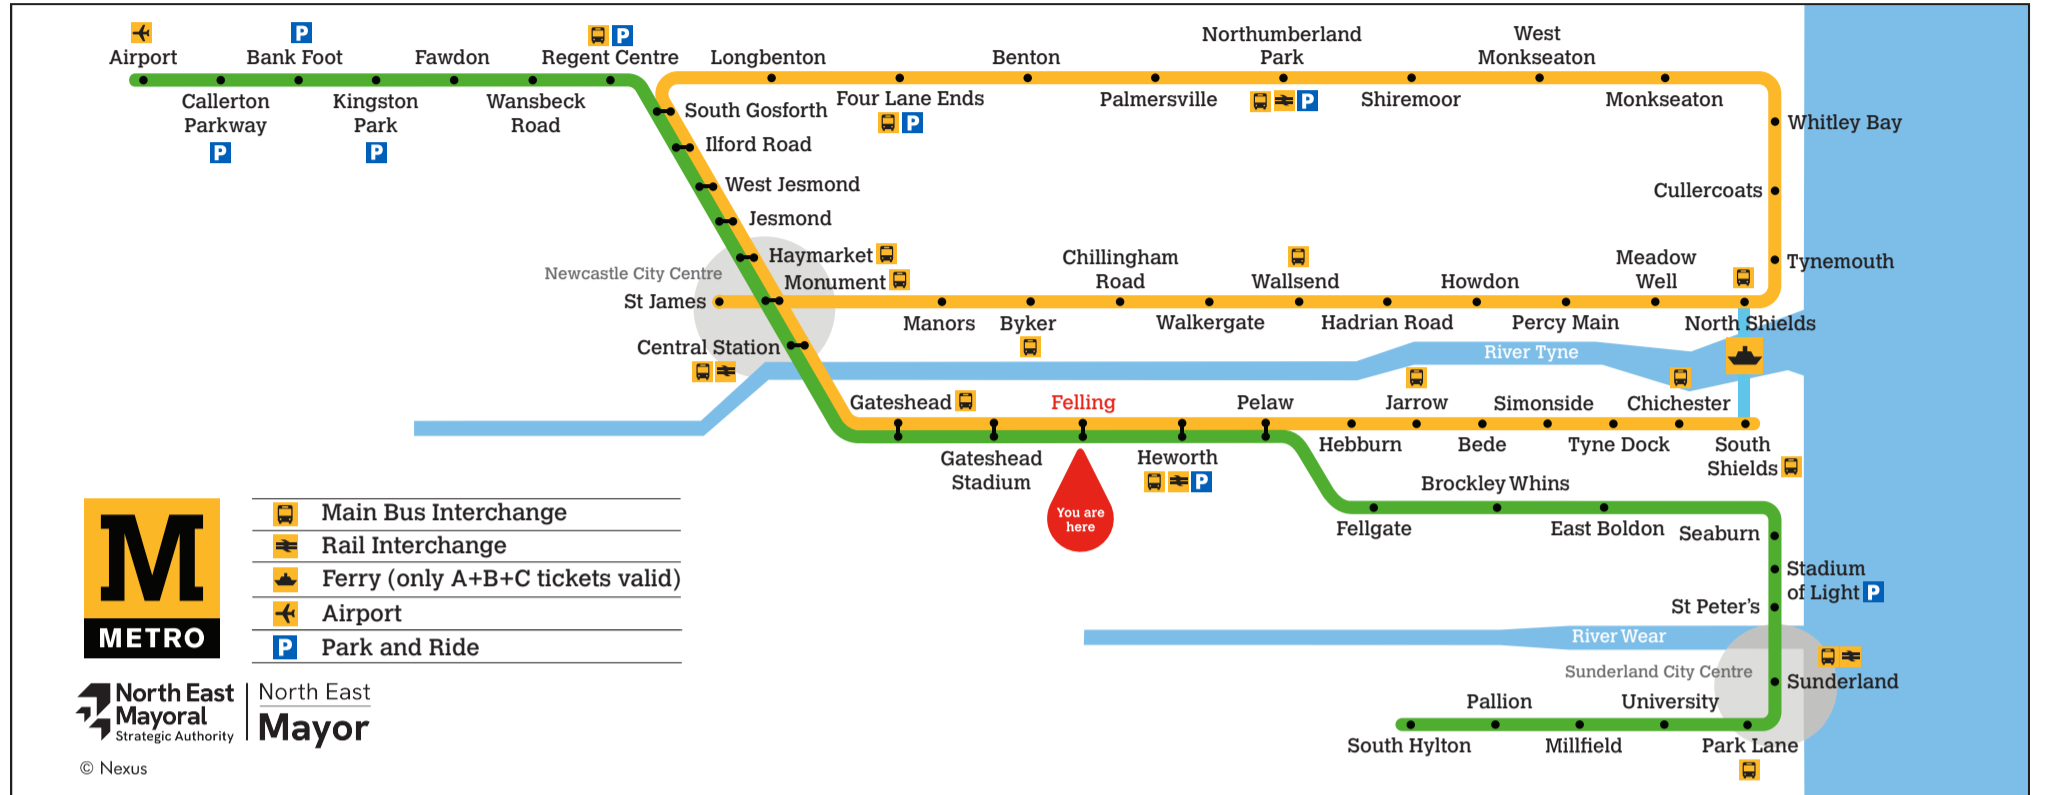 Airport
Bank Foot
Fawdon
Regent Centre
Callerton
Parkway
P
Kingston
Park
P
Wansbeck
Road
P
P
Longbenton
Four Lane Ends
P
Benton
Palmersville
Northumberland
Park
P
Shiremoor
West
Monkseaton
Monkseaton
Whitley Bay
Cullercoats
Tynemouth
South Gosforth
Ilford Road
West Jesmond
Jesmond
Haymarket
Newcastle City Centre
Monument
St James
Central Station
Manors
Byker
Chillingham
Road
Walkergate
Wallsend
Hadrian Road
Howdon
Percy Main
Meadow
Well
North Shields
River Tyne
Gateshead
Gateshead
Stadium
Felling
You are
here
Heworth
P
Pelaw
Hebburn
Jarrow
Bede
Simonside
Tyne Dock
Chichester
South
Shields
Fellgate
Brockley Whins
East Boldon
Seaburn
Stadium
of Light P
St Peter's
River Wear
Sunderland City Centre
Sunderland
Park Lane
University
Millfield
Pallion
South Hylton
M
METRO
Main Bus Interchange
Rail Interchange
Ferry (only A+B+C tickets valid)
Airport
P Park and Ride
North East
Mayoral
Strategic Authority
North East
Mayor
© Nexus